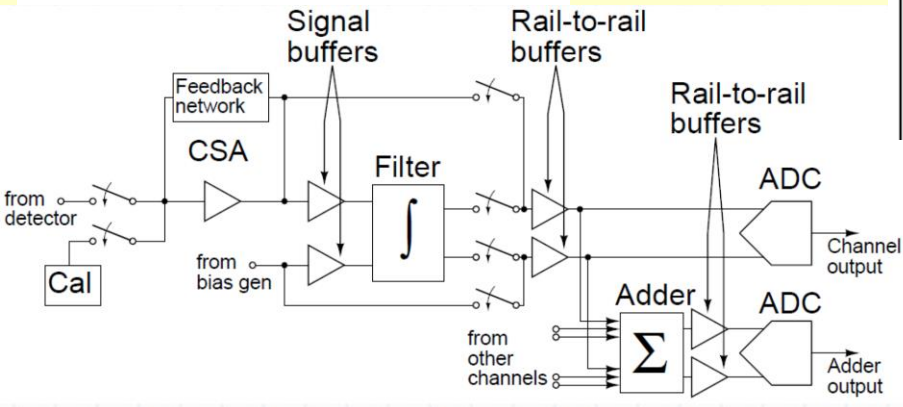 Signal
buffers
Rail-to-rail
buffers
Feedback
network
Rail-to-rail
buffers
CSA
Filter
ADC
from
detector
∫
Channel
output
from
bias gen
Cal
Adder
ADC
from
other
channels
Σ
Adder
output